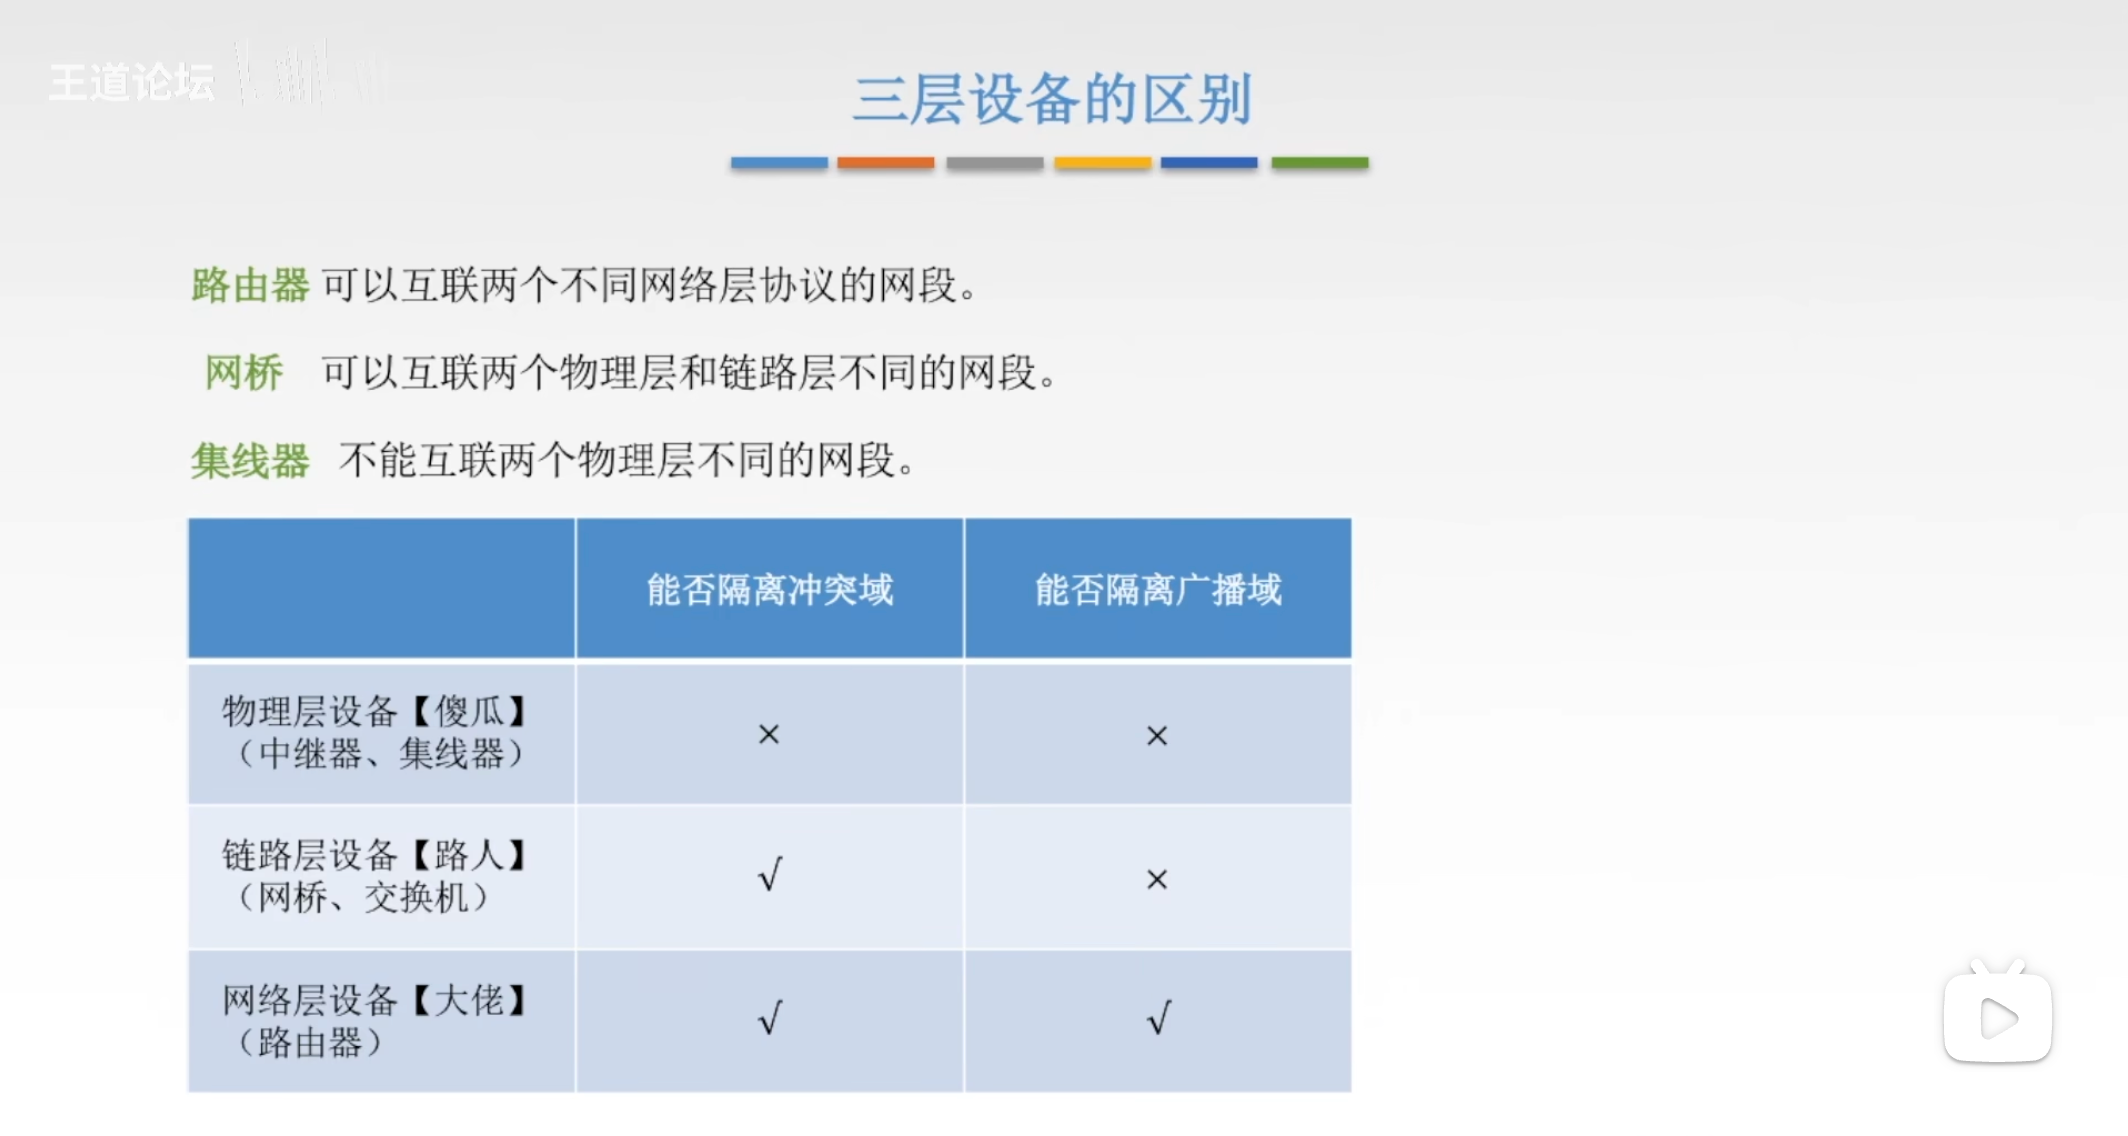 王道论坛
三层设备的区别
路由器 可以互联两个不同网络层协议的网段。
网桥 可以互联两个物理层和链路层不同的网段。
集线器 不能互联两个物理层不同的网段。
能否隔离冲突域 能否隔离广播域
物理层设备【傻瓜】
（中继器、集线器） × ×
链路层设备【路人】
（网桥、交换机） √ ×
网络层设备【大佬】
（路由器） √ √